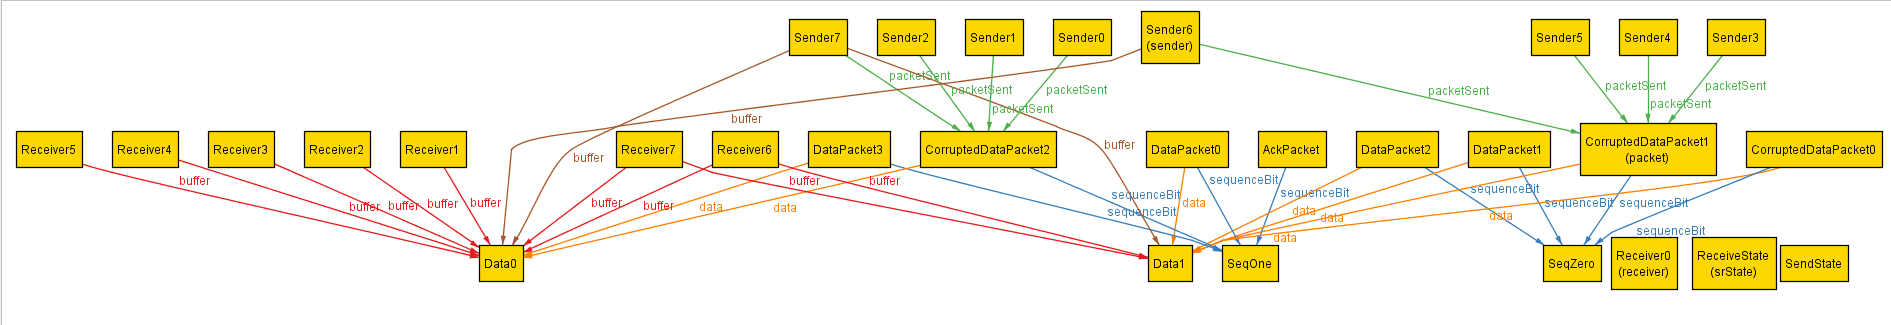 Sender7
Sender2
Sender1
Sender0
Sender6
(sender)
Sender5
Sender4
Sender3
packetSent
packetSent
packetSent
packetSent
packetSent
packetSent
packetSent
packetSent
buffer
buffer
buffer
Receiver5
Receiver4
Receiver3
Receiver2
Receiver1
Receiver7
Receiver6
DataPacket3
CorruptedDataPacket2
DataPacket0
AckPacket
DataPacket2
DataPacket1
CorruptedDataPacket1
(packet)
CorruptedDataPacket0
buffer
buffer
buffer
sequenceBit
sequenceBit
sequenceBit
sequenceBit
buffer
buffer
buffer
buffer
buffer
buffer
data
data
sequenceBit
data
sequenceBit
sequenceBit
data
data
data
data
sequenceBit
Data0
Data1
SeqOne
SeqZero
Receiver0
(receiver)
ReceiveState
(srState)
SendState